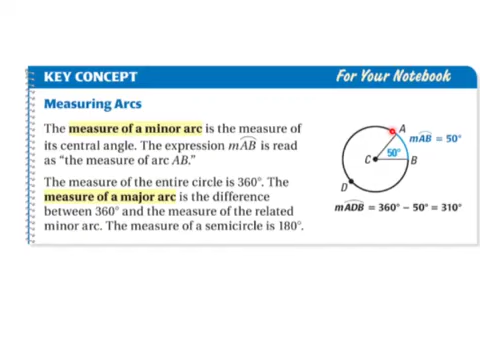 KEY CONCEPT
For Your Notebook
Measuring Arcs
The measure of a minor arc is the measure of
its central angle. The expression mAB is read
as “the measure of arc AB.”
The measure of the entire circle is 360°. The
measure of a major arc is the difference
between 360° and the measure of the related
minor arc. The measure of a semicircle is 180°.
A
mAB = 50°
50°
C
B
D
mADB = 360° − 50° = 310°